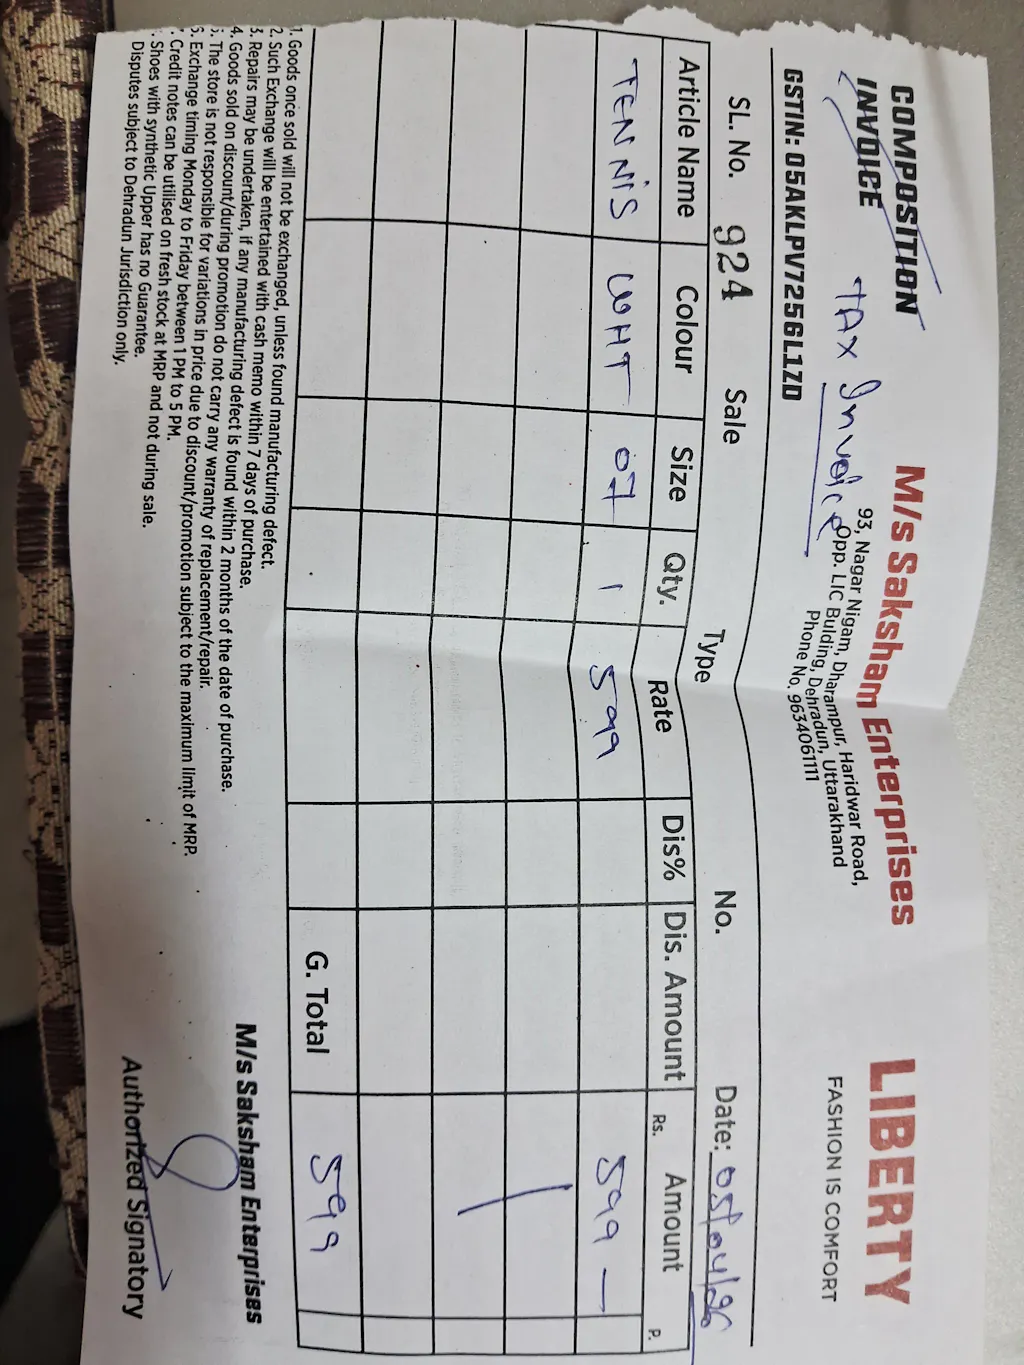 COMPOSITION
INVOICE
TAX Invoice
GSTIN: 05AKLPV7256L1ZD
M/s Saksham Enterprises
93, Nagar Nigam,, Dharampur, Haridwar Road,
Opp. LIC Bulding, Dehradun, Uttarakhand
Phone No. 9634061111
LIBERTY
FASHION IS COMFORT
SL. No. 924 Sale Type No. Date: 05/04/26
Article Name Colour Size Qty. Rate Dis% Dis. Amount Rs. Amount P.
TENNIS WHT 07 1 599 599 —
G. Total 599
1. Goods once sold will not be exchanged, unless found manufacturing defect.
2. Such Exchange will be entertained with cash memo within 7 days of purchase.
3. Repairs may be undertaken, if any manufacturing defect is found within 2 months of the date of purchase.
4. Goods sold on discount/during promotion do not carry any warranty of replacement/repair.
. The store is not responsible for variations in price due to discount/promotion subject to the maximum limit of MRP.
6. Exchange timing Monday to Friday between 1 PM to 5 PM.
. Credit notes can be utilised on fresh stock at MRP and not during sale.
. Shoes with synthetic Upper has no Guarantee.
Disputes subject to Dehradun Jurisdiction only.
M/s Saksham Enterprises
Authorized Signatory